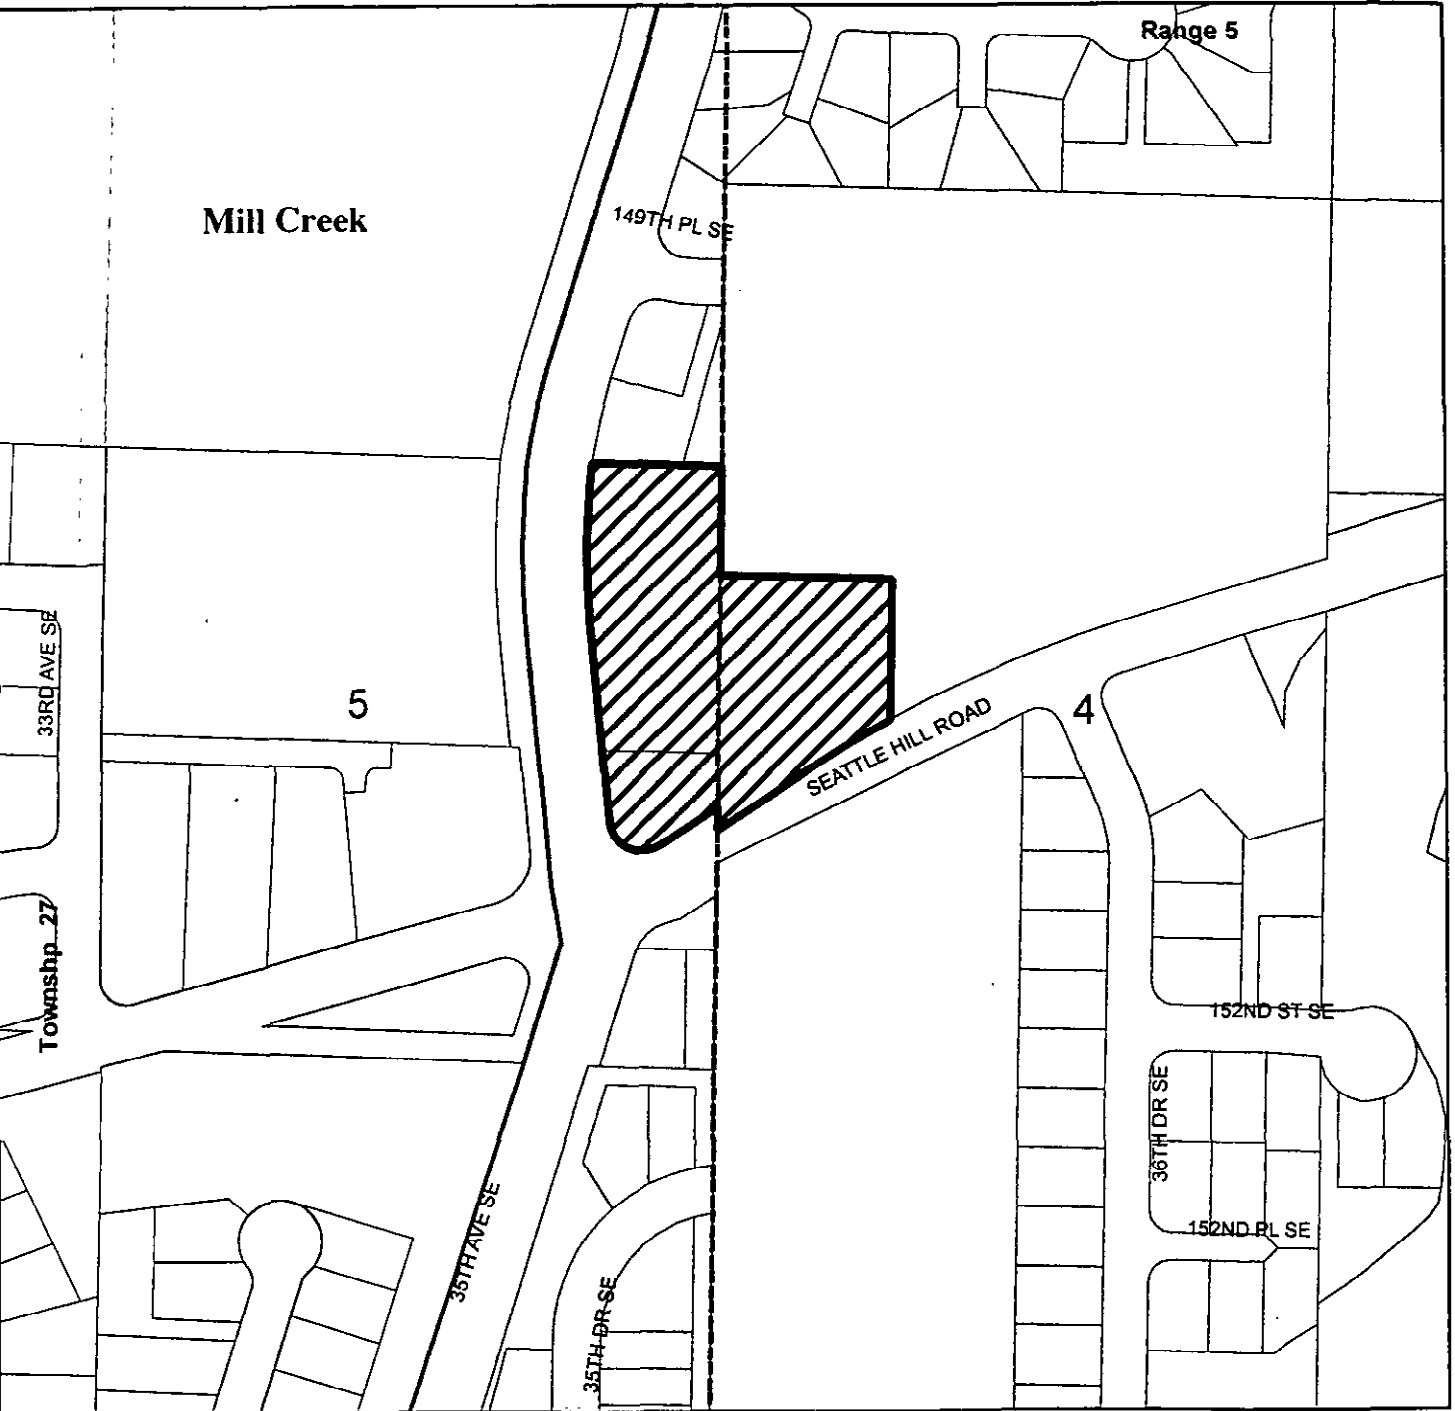 Range 5
Mill Creek
149TH PL SE
33RD AVE SE
5
4
SEATTLE HILL ROAD
Townshp 27
152ND ST SE
36TH DR SE
152ND PL SE
35TH AVE SE
35TH DR SE